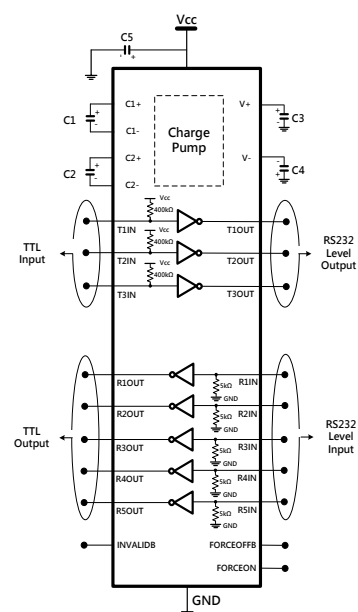 Vcc
C5
- +
C1+
V+
C1
+
-
C1-
+
-
C3
Charge
Pump
C2+
V-
C2
+
-
C2-
-
+
C4
Vcc
400kΩ
T1IN
T1OUT
Vcc
400kΩ
TTL
Input
T2IN
T2OUT
RS232
Level
Output
Vcc
400kΩ
T3IN
T3OUT
R1OUT
R1IN
5kΩ
GND
R2OUT
R2IN
5kΩ
GND
TTL
Output
R3OUT
R3IN
5kΩ
GND
RS232
Level
Input
R4OUT
R4IN
5kΩ
GND
R5OUT
R5IN
5kΩ
GND
INVALIDB
FORCEOFFB
FORCEON
GND